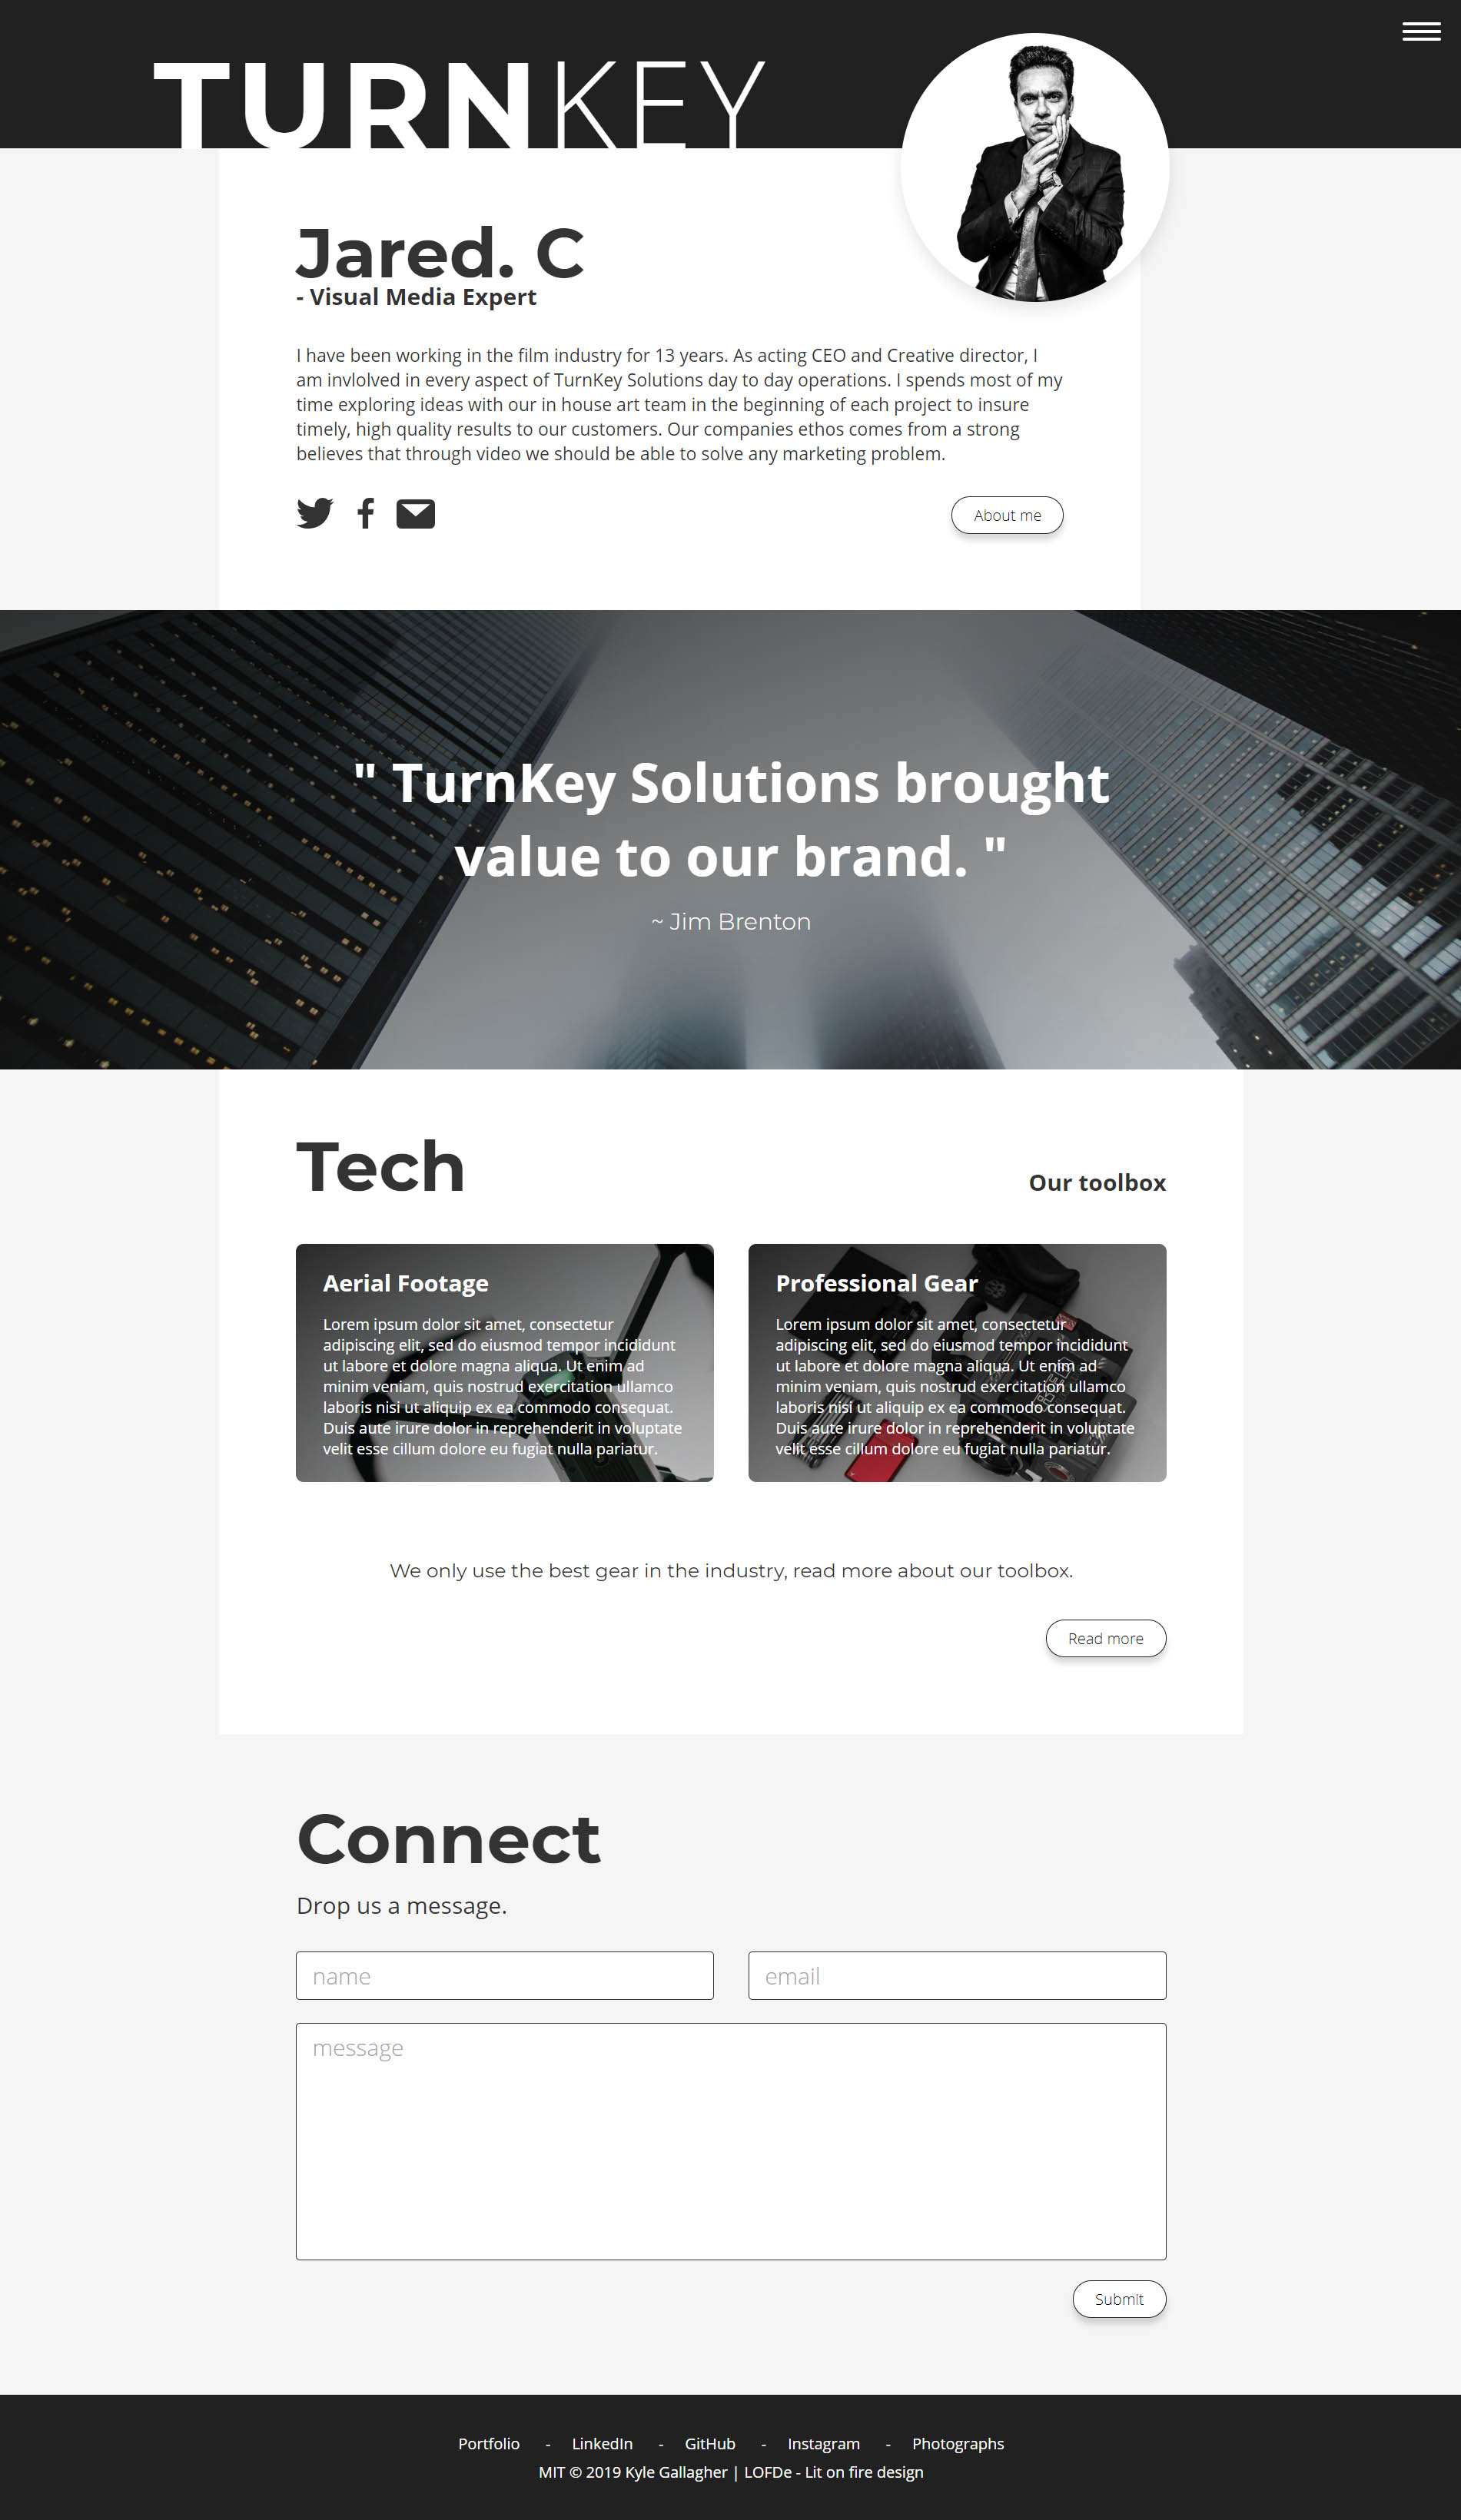 TURNKEY
Jared. C
- Visual Media Expert
I have been working in the film industry for 13 years. As acting CEO and Creative director, I
am invlolved in every aspect of TurnKey Solutions day to day operations. I spends most of my
time exploring ideas with our in house art team in the beginning of each project to insure
timely, high quality results to our customers. Our companies ethos comes from a strong
believes that through video we should be able to solve any marketing problem.
About me
" TurnKey Solutions brought
value to our brand. "
~ Jim Brenton
Tech
Our toolbox
Aerial Footage
Lorem ipsum dolor sit amet, consectetur
adipiscing elit, sed do eiusmod tempor incididunt
ut labore et dolore magna aliqua. Ut enim ad
minim veniam, quis nostrud exercitation ullamco
laboris nisi ut aliquip ex ea commodo consequat.
Duis aute irure dolor in reprehenderit in voluptate
velit esse cillum dolore eu fugiat nulla pariatur.
Professional Gear
Lorem ipsum dolor sit amet, consectetur
adipiscing elit, sed do eiusmod tempor incididunt
ut labore et dolore magna aliqua. Ut enim ad
minim veniam, quis nostrud exercitation ullamco
laboris nisi ut aliquip ex ea commodo consequat.
Duis aute irure dolor in reprehenderit in voluptate
velit esse cillum dolore eu fugiat nulla pariatur.
We only use the best gear in the industry, read more about our toolbox.
Read more
Connect
Drop us a message.
name
email
message
Submit
Portfolio - LinkedIn - GitHub - Instagram - Photographs
MIT © 2019 Kyle Gallagher | LOFDe - Lit on fire design